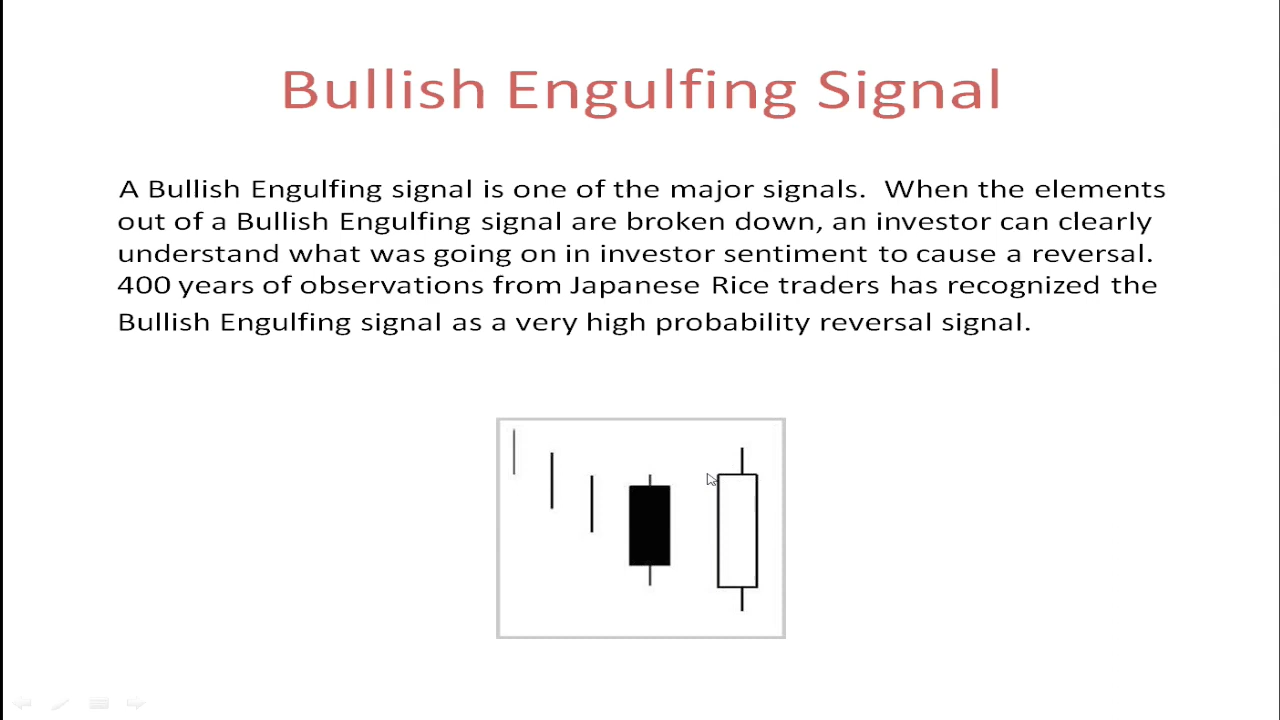 Bullish Engulfing Signal
A Bullish Engulfing signal is one of the major signals.  When the elements
out of a Bullish Engulfing signal are broken down, an investor can clearly
understand what was going on in investor sentiment to cause a reversal.
400 years of observations from Japanese Rice traders has recognized the
Bullish Engulfing signal as a very high probability reversal signal.